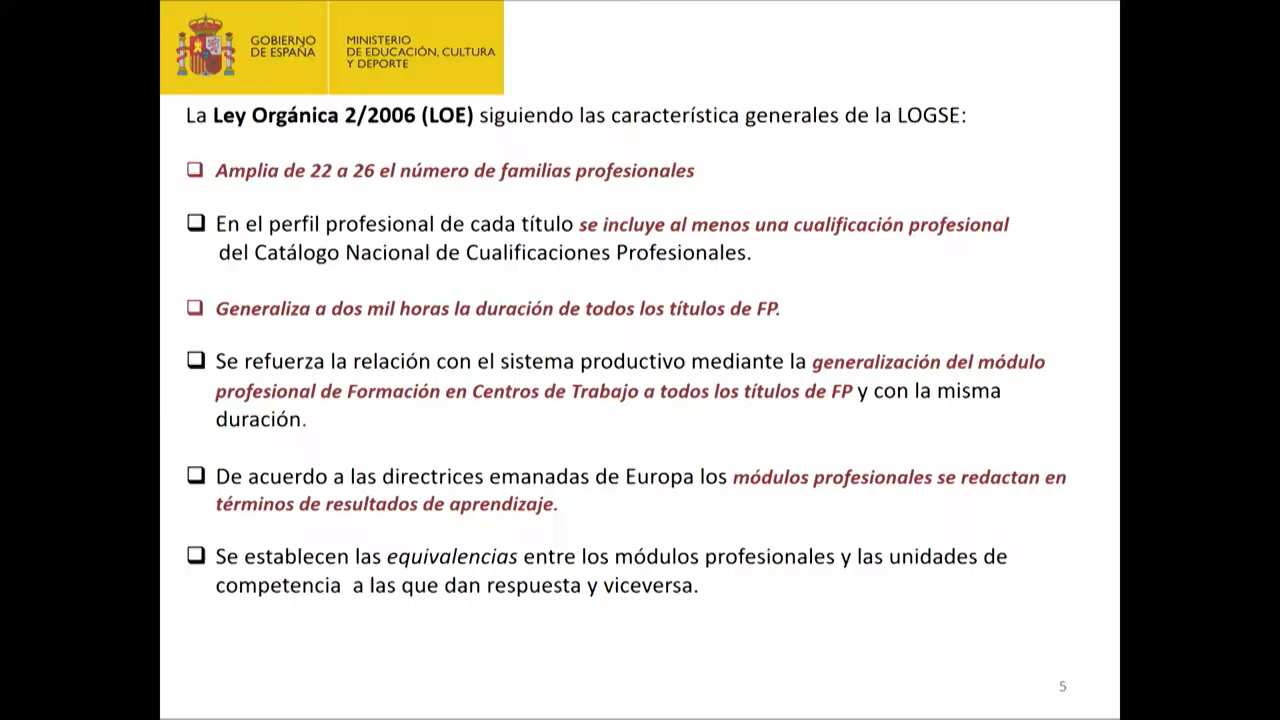 GOBIERNO
DE ESPAÑA
MINISTERIO
DE EDUCACIÓN, CULTURA
Y DEPORTE
La Ley Orgánica 2/2006 (LOE) siguiendo las característica generales de la LOGSE:
❑ Amplia de 22 a 26 el número de familias profesionales
❑ En el perfil profesional de cada título se incluye al menos una cualificación profesional
del Catálogo Nacional de Cualificaciones Profesionales.
❑ Generaliza a dos mil horas la duración de todos los títulos de FP.
❑ Se refuerza la relación con el sistema productivo mediante la generalización del módulo
profesional de Formación en Centros de Trabajo a todos los títulos de FP y con la misma
duración.
❑ De acuerdo a las directrices emanadas de Europa los módulos profesionales se redactan en
términos de resultados de aprendizaje.
❑ Se establecen las equivalencias entre los módulos profesionales y las unidades de
competencia a las que dan respuesta y viceversa.
5